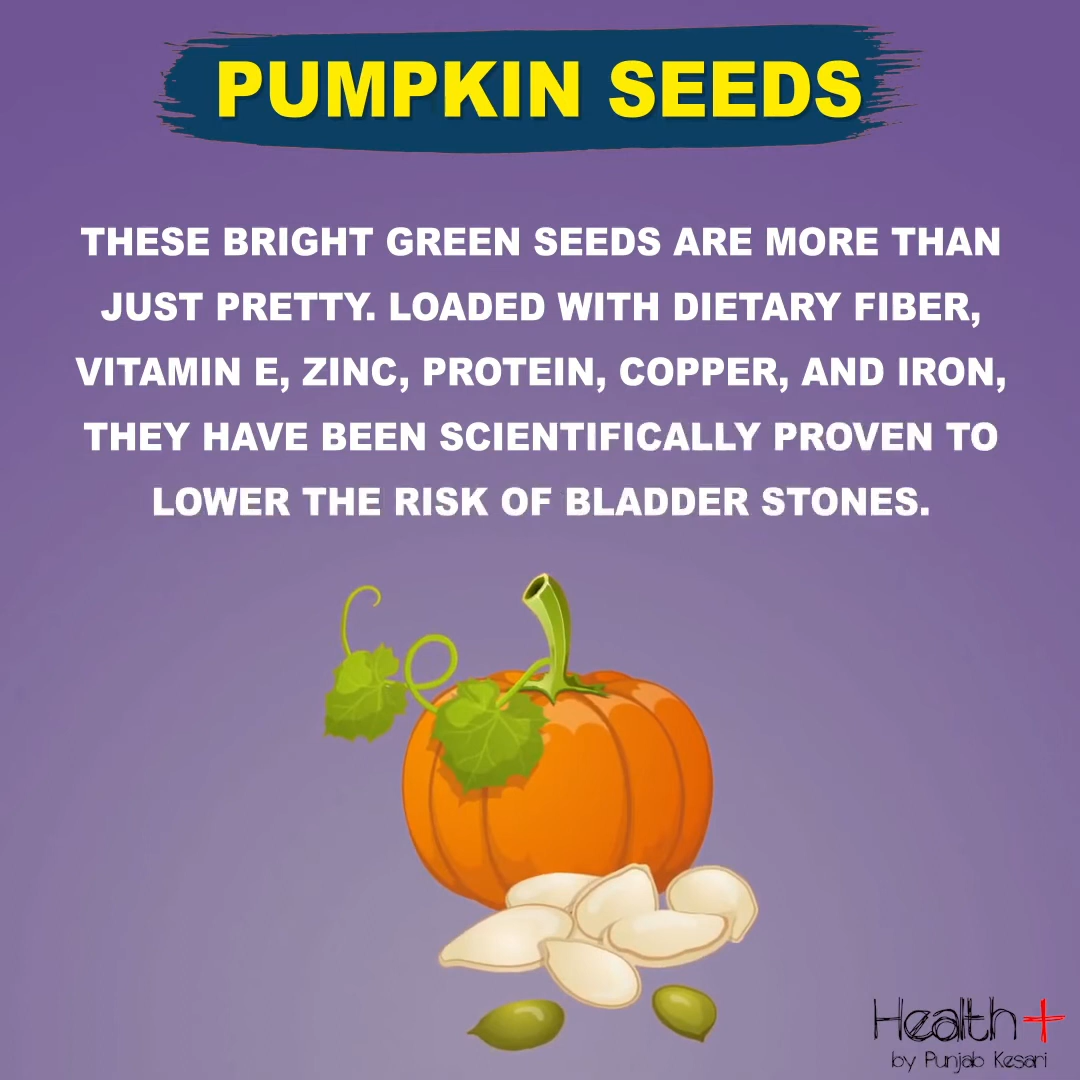 PUMPKIN SEEDS
THESE BRIGHT GREEN SEEDS ARE MORE THAN
JUST PRETTY. LOADED WITH DIETARY FIBER,
VITAMIN E, ZINC, PROTEIN, COPPER, AND IRON,
THEY HAVE BEEN SCIENTIFICALLY PROVEN TO
LOWER THE RISK OF BLADDER STONES.
Health+
by Punjab Kesari